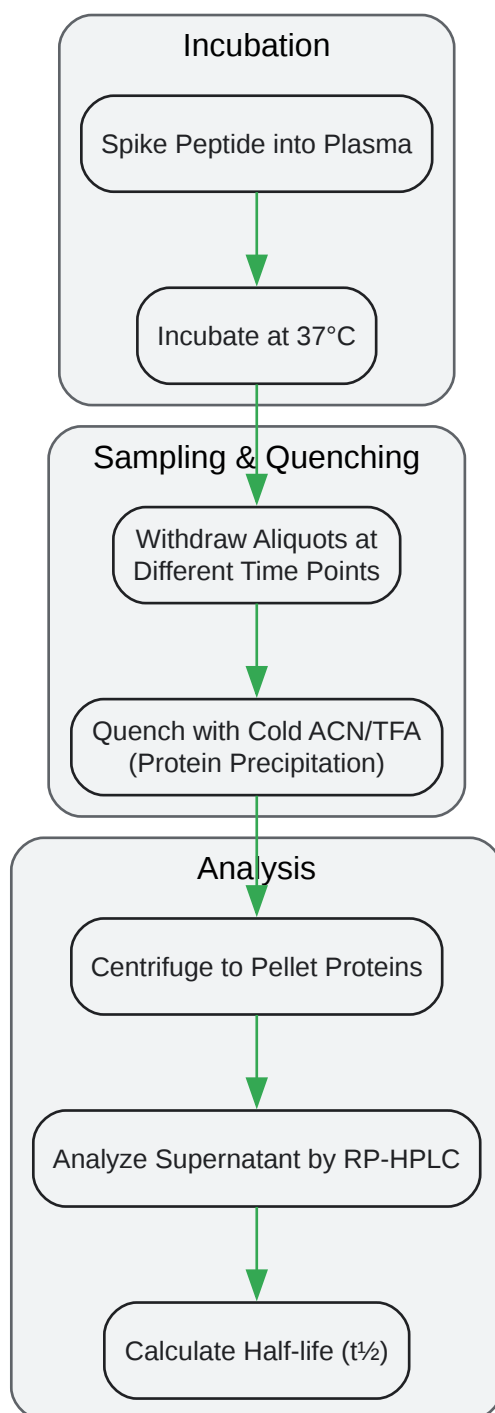 Incubation
Spike Peptide into Plasma
Incubate at 37°C
Sampling & Quenching
Withdraw Aliquots at
Different Time Points
Quench with Cold ACN/TFA
(Protein Precipitation)
Analysis
Centrifuge to Pellet Proteins
Analyze Supernatant by RP-HPLC
Calculate Half-life (t½)